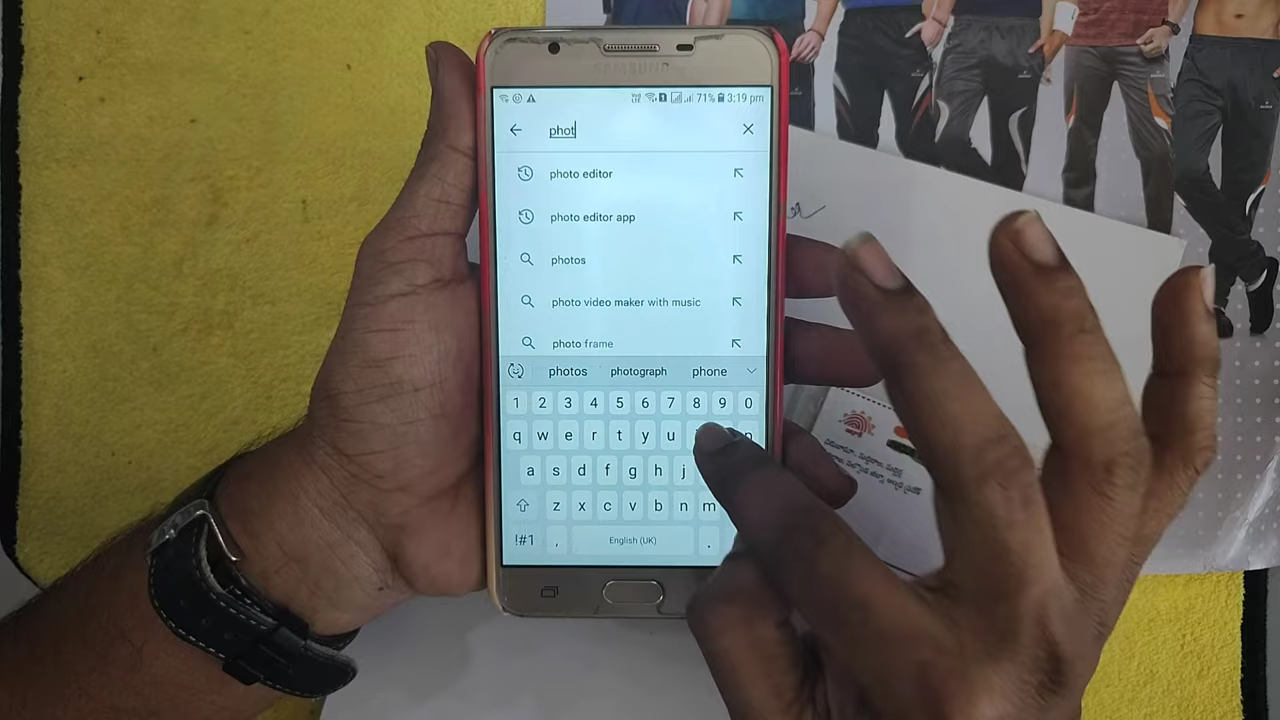 SAMSUNG
71% 3:19 pm
phot
photo editor
photo editor app
photos
photo video maker with music
photo frame
photos photograph phone
1 2 3 4 5 6 7 8 9 0
q w e r t y u p
a s d f g h j
z x c v b n m
!#1 , English (UK) .